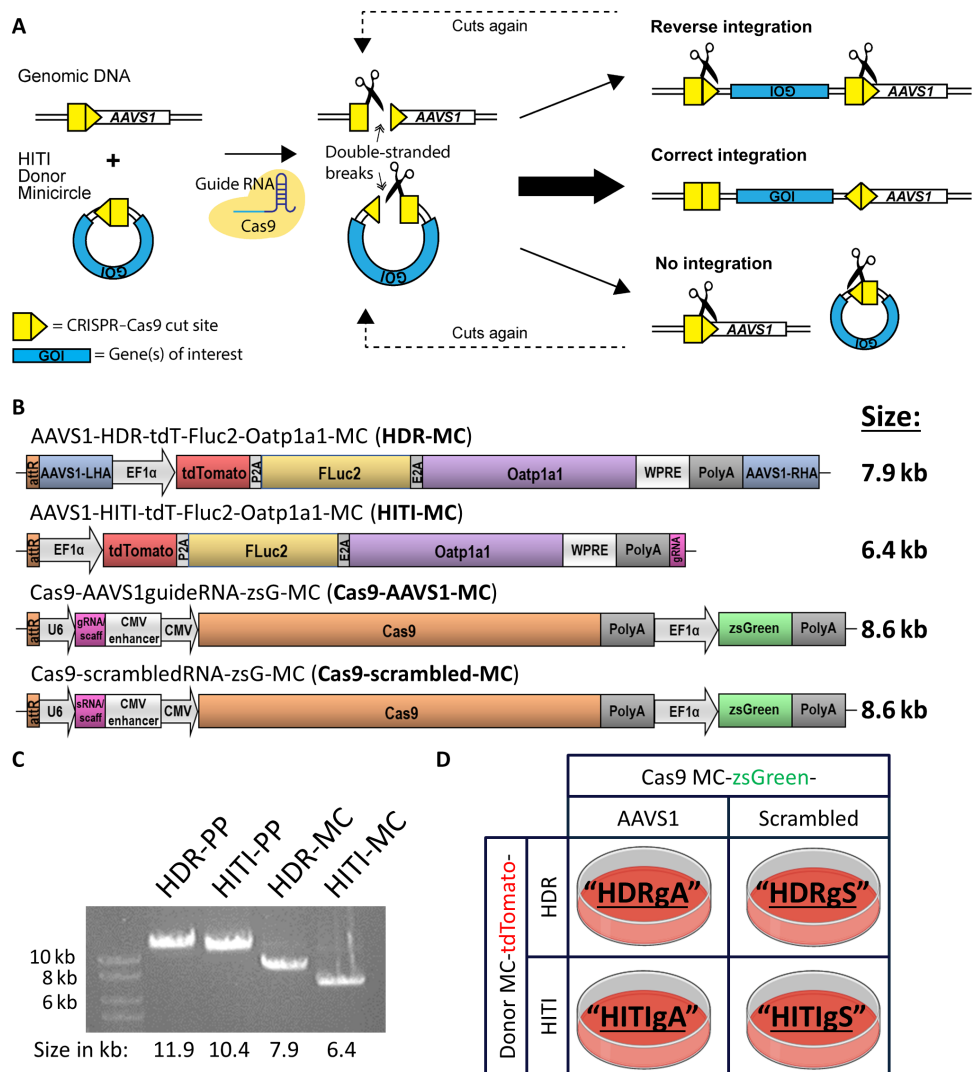 A
Genomic DNA
AAVS1
+
HITI
Donor
Minicircle
GOI
Guide RNA
Cas9
AAVS1
Double-stranded
breaks
GOI
Cuts again
Cuts again
Reverse integration
GOI
AAVS1
Correct integration
GOI
AAVS1
No integration
AAVS1
GOI
= CRISPR-Cas9 cut site
GOI = Gene(s) of interest
B
Size:
AAVS1-HDR-tdT-Fluc2-Oatp1a1-MC (HDR-MC)
attR AAVS1-LHA EF1α tdTomato P2A FLuc2 E2A Oatp1a1 WPRE PolyA AAVS1-RHA 7.9 kb
AAVS1-HITI-tdT-Fluc2-Oatp1a1-MC (HITI-MC)
attR EF1α tdTomato P2A FLuc2 E2A Oatp1a1 WPRE PolyA gRNA 6.4 kb
Cas9-AAVS1guideRNA-zsG-MC (Cas9-AAVS1-MC)
attR U6 gRNA/ scaff CMV enhancer CMV Cas9 PolyA EF1α zsGreen PolyA 8.6 kb
Cas9-scrambledRNA-zsG-MC (Cas9-scrambled-MC)
attR U6 sRNA/ scaff CMV enhancer CMV Cas9 PolyA EF1α zsGreen PolyA 8.6 kb
C
HDR-PP HITI-PP HDR-MC HITI-MC
10 kb
8 kb
6 kb
Size in kb: 11.9 10.4 7.9 6.4
D
Cas9 MC-zsGreen-
AAVS1 Scrambled
Donor MC-tdTomato-
HDR
"HDRgA" "HDRgS"
HITI
"HITIgA" "HITIgS"